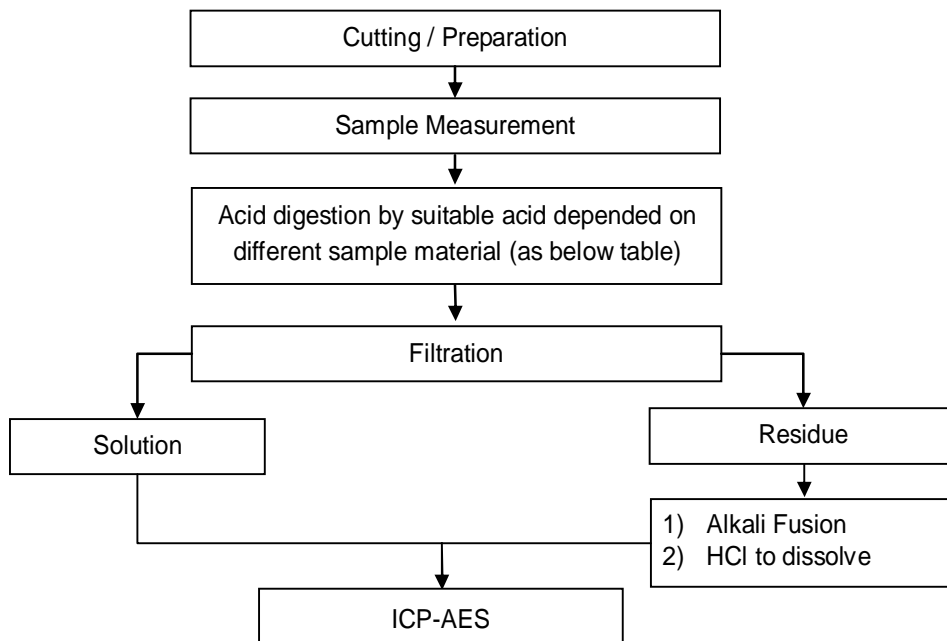 Cutting / Preparation
Sample Measurement
Acid digestion by suitable acid depended on
different sample material (as below table)
Filtration
Solution
Residue
1) Alkali Fusion
2) HCl to dissolve
ICP-AES